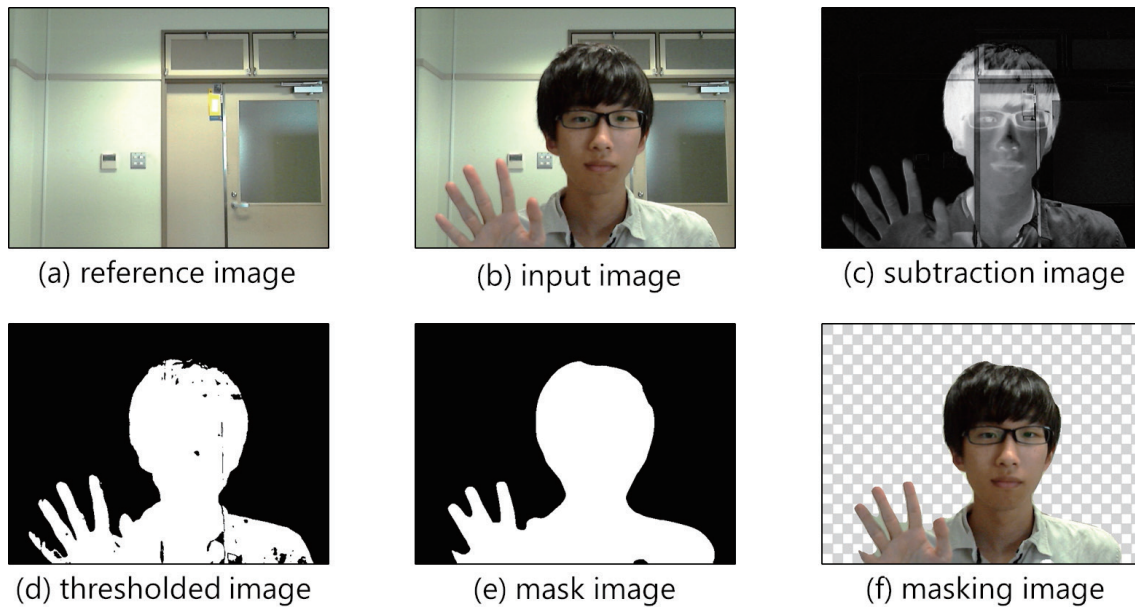 (a) reference image
(b) input image
(c) subtraction image
(d) thresholded image
(e) mask image
(f) masking image